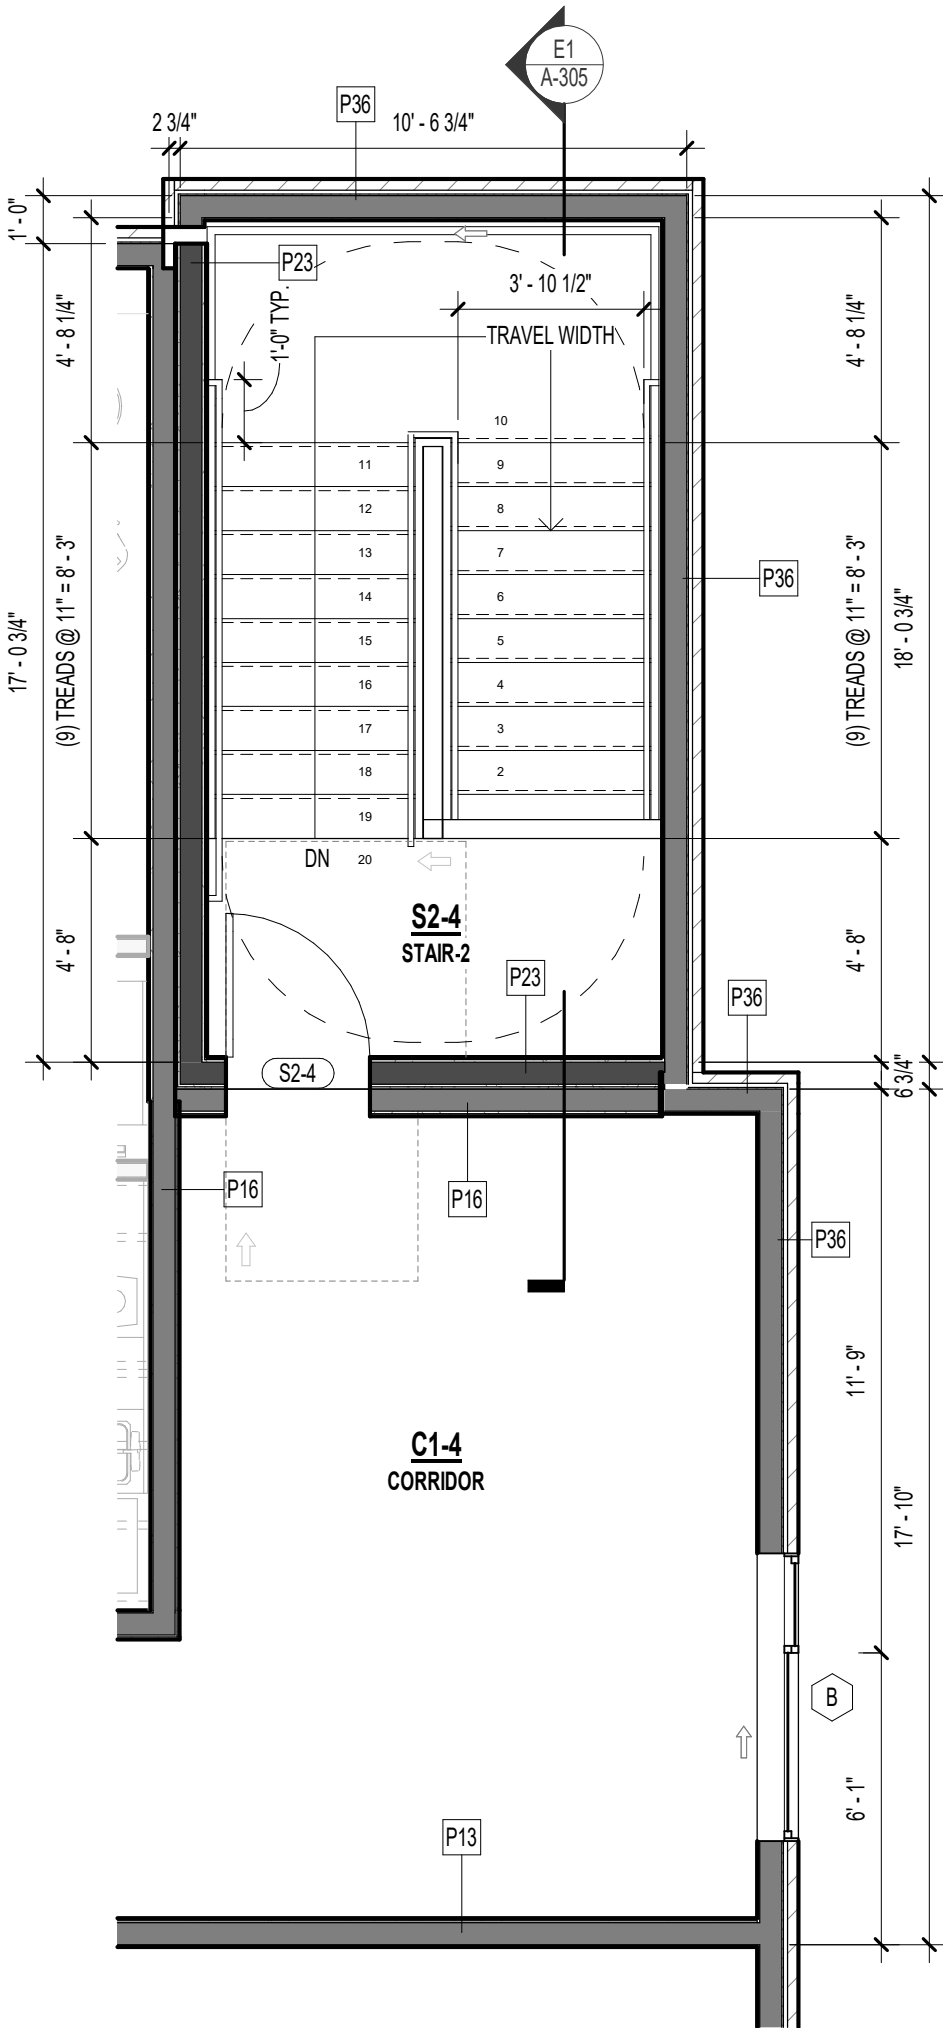 E1
A-305
P36
2 3/4"
10' - 6 3/4"
1' - 0"
P23
3' - 10 1/2"
1'-0" TYP.
TRAVEL WIDTH
4' - 8 1/4"
4' - 8 1/4"
10
11
9
12
8
13
7
14
6
15
5
16
4
17
3
18
2
19
P36
(9) TREADS @ 11" = 8' - 3"
(9) TREADS @ 11" = 8' - 3"
17' - 0 3/4"
18' - 0 3/4"
DN
20
S2-4
STAIR-2
4' - 8"
4' - 8"
P23
P36
S2-4
6 3/4"
P16
P16
P36
11' - 9"
C1-4
CORRIDOR
17' - 10"
B
6' - 1"
P13